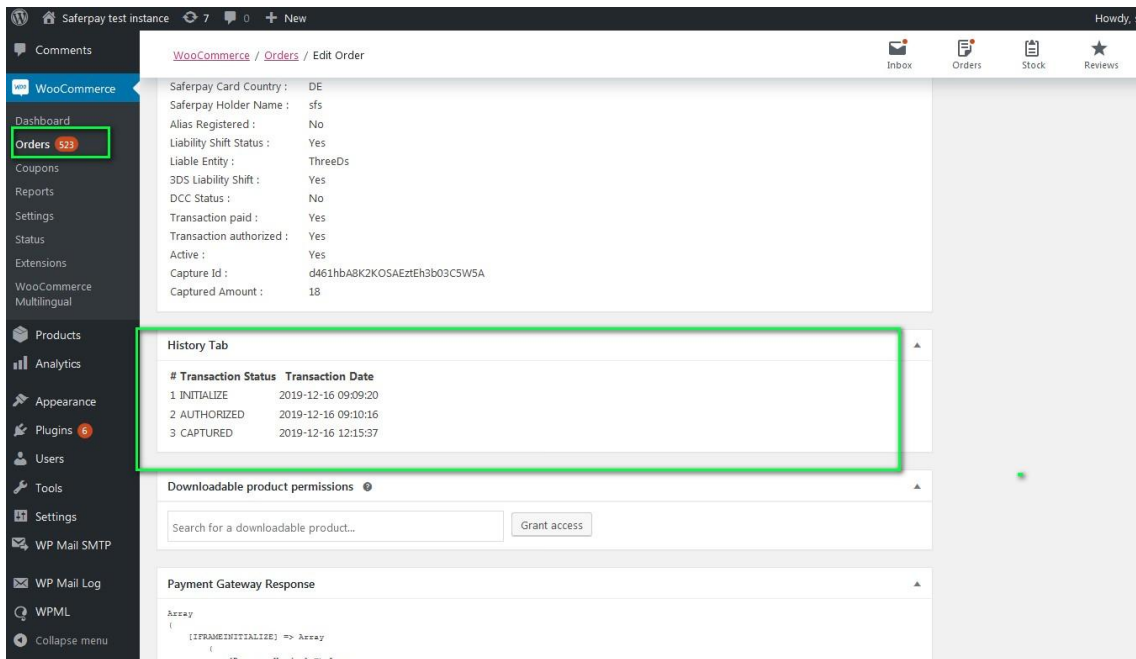 Saferpay test instance 7 0 + New Howdy, s
Comments
WooCommerce
Dashboard
Orders 523
Coupons
Reports
Settings
Status
Extensions
WooCommerce
Multilingual
Products
Analytics
Appearance
Plugins 6
Users
Tools
Settings
WP Mail SMTP
WP Mail Log
WPML
Collapse menu
WooCommerce / Orders / Edit Order
Inbox Orders Stock Reviews
Saferpay Card Country : DE
Saferpay Holder Name : sfs
Alias Registered : No
Liability Shift Status : Yes
Liable Entity : ThreeDs
3DS Liability Shift : Yes
DCC Status : No
Transaction paid : Yes
Transaction authorized : Yes
Active : Yes
Capture Id : d461hbA8K2KOSAEztEh3b03C5W5A
Captured Amount : 18
History Tab
# Transaction Status Transaction Date
1 INITIALIZE 2019-12-16 09:09:20
2 AUTHORIZED 2019-12-16 09:10:16
3 CAPTURED 2019-12-16 12:15:37
Downloadable product permissions
Search for a downloadable product... Grant access
Payment Gateway Response
Array
(
[IFRAMEINITIALIZE] => Array
(